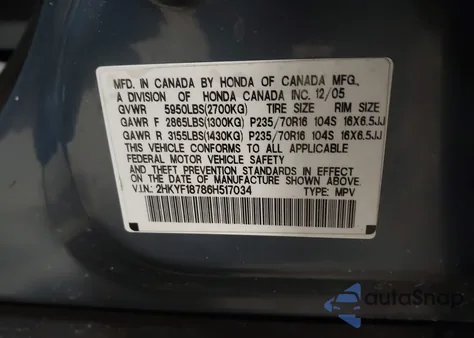 MFD. IN CANADA BY HONDA OF CANADA MFG.,
A DIVISION OF HONDA CANADA INC. 12/05
GVWR 5950LBS(2700KG) TIRE SIZE RIM SIZE
GAWR F 2865LBS(1300KG) P235/70R16 104S 16X6.5JJ
GAWR R 3155LBS(1430KG) P235/70R16 104S 16X6.5JJ
THIS VEHICLE CONFORMS TO ALL APPLICABLE
FEDERAL MOTOR VEHICLE SAFETY
AND THEFT PREVENTION STANDARDS IN EFFECT ON THE
DATE OF MANUFACTURE SHOWN ABOVE.
V.I.N.: 2HKYF18786H517034 TYPE: MPV
autoSnap